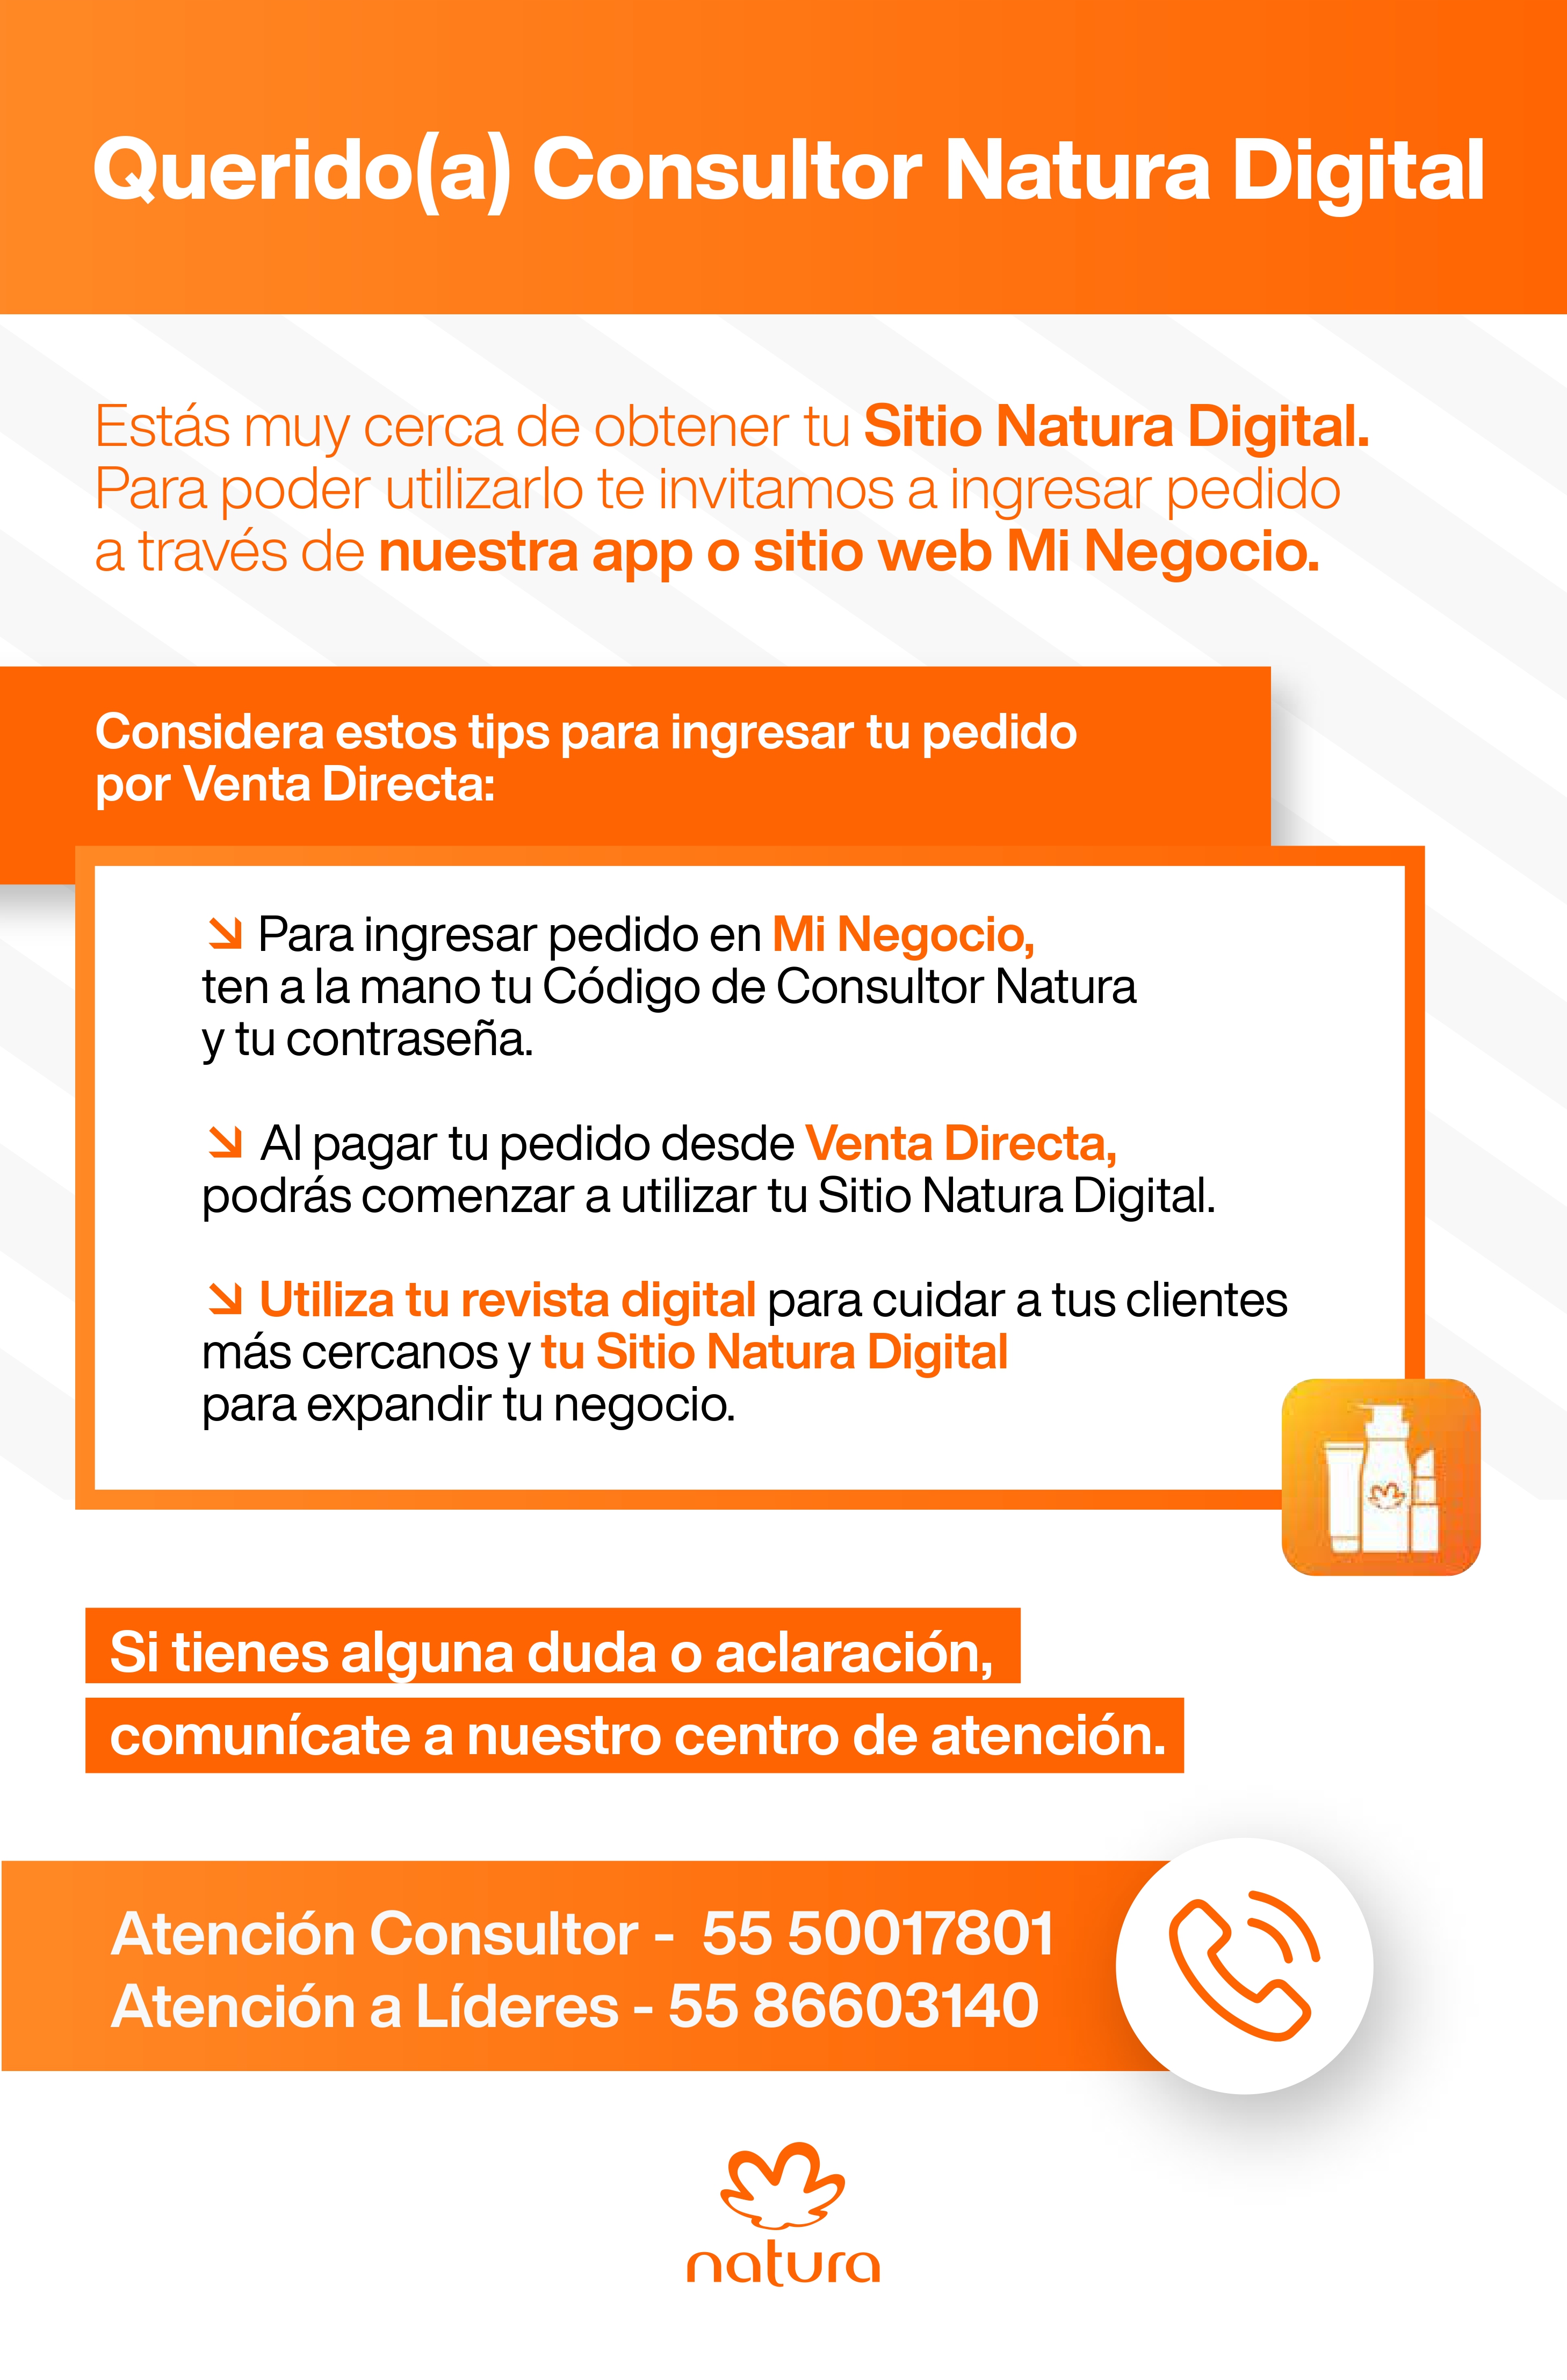 Querido(a) Consultor Natura Digital
Estás muy cerca de obtener tu Sitio Natura Digital.
Para poder utilizarlo te invitamos a ingresar pedido
a través de nuestra app o sitio web Mi Negocio.
Considera estos tips para ingresar tu pedido
por Venta Directa:
Para ingresar pedido en Mi Negocio,
ten a la mano tu Código de Consultor Natura
y tu contraseña.
Al pagar tu pedido desde Venta Directa,
podrás comenzar a utilizar tu Sitio Natura Digital.
Utiliza tu revista digital para cuidar a tus clientes
más cercanos y tu Sitio Natura Digital
para expandir tu negocio.
Si tienes alguna duda o aclaración,
comunícate a nuestro centro de atención.
Atención Consultor - 55 50017801
Atención a Líderes - 55 86603140
natura